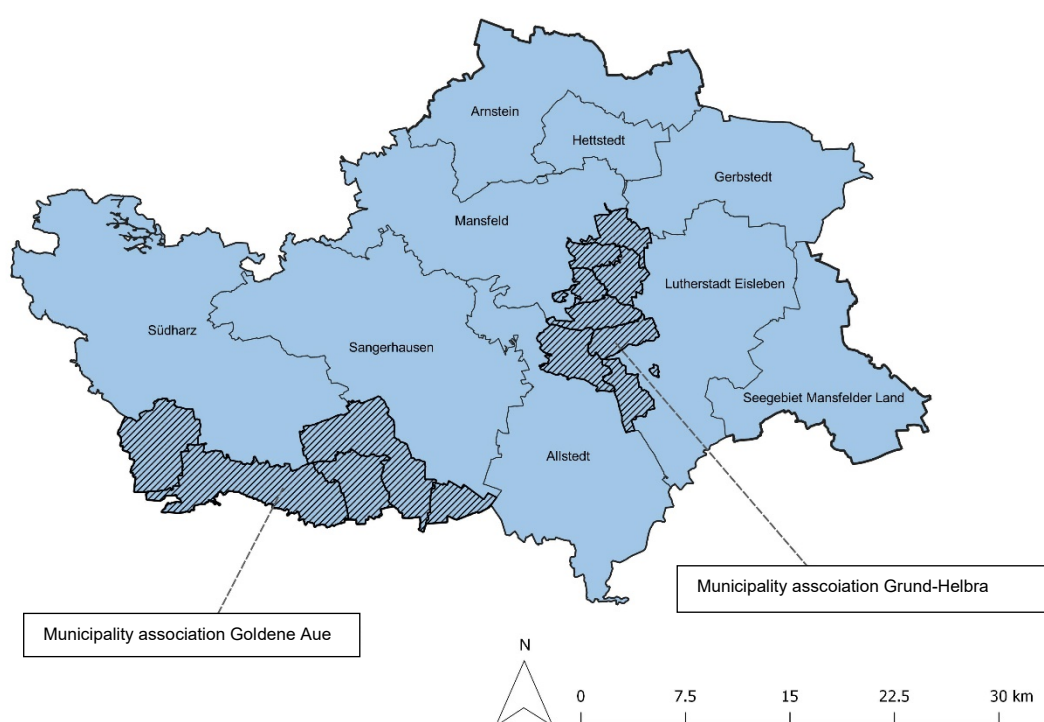 Arnstein
Hettstedt
Gerbstedt
Mansfeld
Lutherstadt Eisleben
Südharz
Sangerhausen
Seegebiet Mansfelder Land
Allstedt
Municipality asscoiation Grund-Helbra
Municipality association Goldene Aue
N
0 7.5 15 22.5 30 km